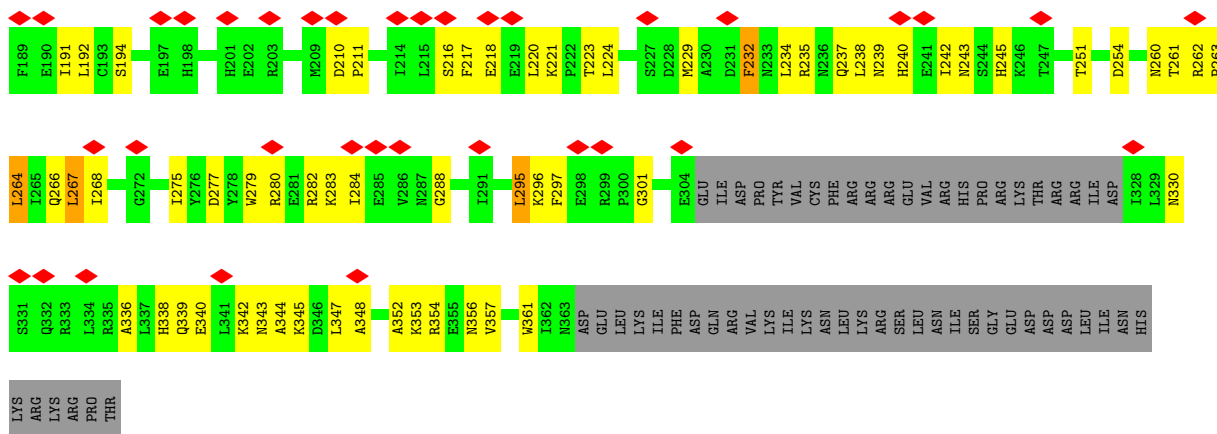 F189 E190 I191 L192 C193 S194 E197 H198 H201 E202 R203 M209 D210 P211 I214 L215 S216 F217 E218 E219 L220 K221 P222 T223 L224 S227 D228 M229 A230 D231 F232 N233 L234 R235 N236 Q237 L238 N239 H240 E241 I242 N243 S244 H245 K246 T247 T251 D254 N260 T261 R262 P263
L264 I265 Q266 L267 I268 G272 I275 Y276 D277 Y278 W279 R280 E281 R282 K283 I284 E285 V286 N287 G288 I291 L295 K296 F297 E298 R299 P300 G301 E304 GLU ILE ASP PRO TYR VAL CYS PHE ARG ARG ARG GLU VAL ARG HIS PRO ARG LYS THR ARG ARG ILE ASP I328 L329 N330
S331 Q332 R333 L334 R335 A336 L337 H338 Q339 E340 L341 K342 N343 A344 K345 D346 L347 A348 A352 K353 R354 E355 N356 V357 W361 I362 N363 ASP GLU LEU LYS ILE PHE ASP GLN ARG VAL LYS ILE LYS ASN LEU LYS ARG SER LEU ASN ILE SER GLY GLU ASP ASP ASP LEU ILE ASN HIS
LYS ARG LYS ARG PRO THR